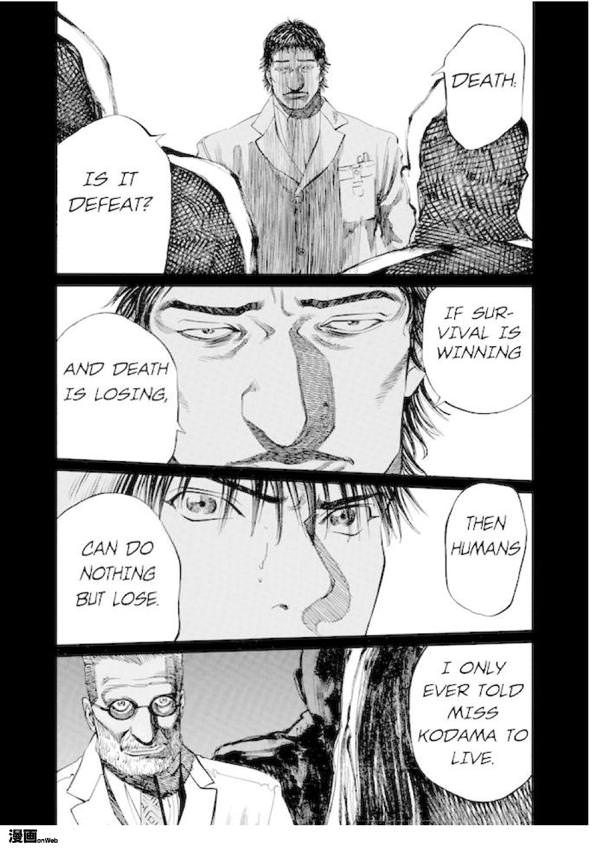 DEATH:
IS IT
DEFEAT?
IF SUR-
VIVAL IS
WINNING
AND DEATH
IS LOSING,
THEN
HUMANS
CAN DO
NOTHING
BUT LOSE.
I ONLY
EVER TOLD
MISS
KODAMA TO
LIVE.
漫画onWeb